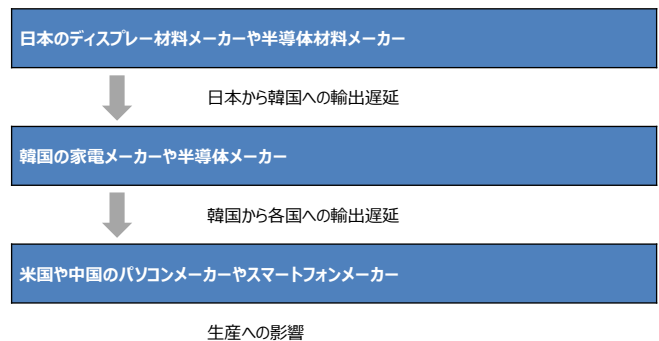 日本のディスプレー材料メーカーや半導体材料メーカー
日本から韓国への輸出遅延
韓国の家電メーカーや半導体メーカー
韓国から各国への輸出遅延
米国や中国のパソコンメーカーやスマートフォンメーカー
生産への影響